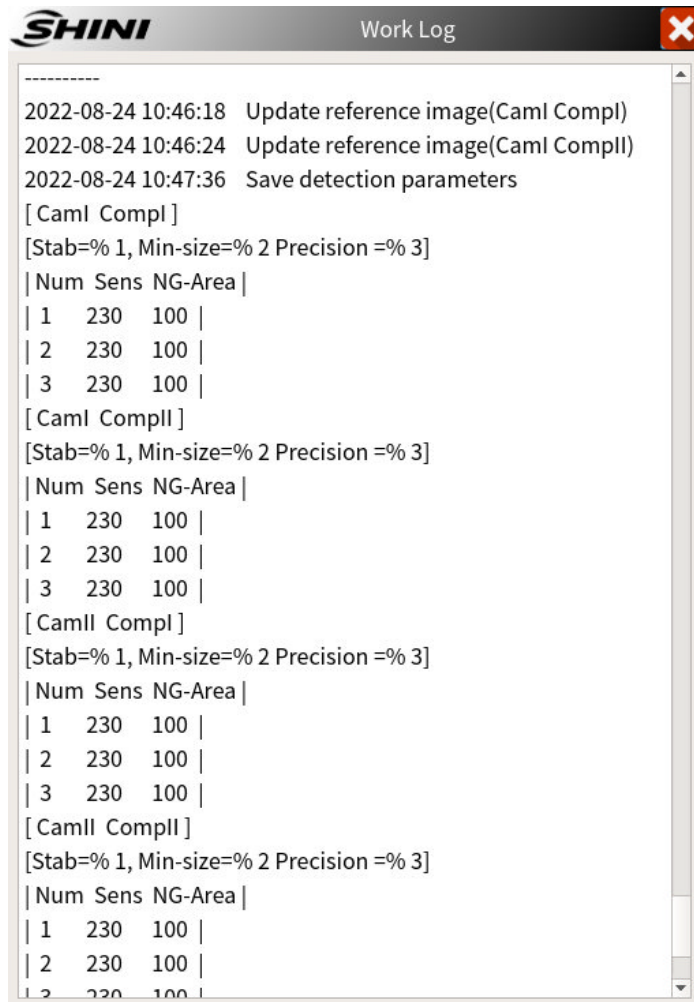 SHINI Work Log
----------
2022-08-24 10:46:18 Update reference image(CamI CompI)
2022-08-24 10:46:24 Update reference image(CamI CompII)
2022-08-24 10:47:36 Save detection parameters
[ CamI CompI ]
[Stab=% 1, Min-size=% 2 Precision =% 3]
| Num Sens NG-Area |
| 1 230 100 |
| 2 230 100 |
| 3 230 100 |
[ CamI CompII ]
[Stab=% 1, Min-size=% 2 Precision =% 3]
| Num Sens NG-Area |
| 1 230 100 |
| 2 230 100 |
| 3 230 100 |
[ CamII CompI ]
[Stab=% 1, Min-size=% 2 Precision =% 3]
| Num Sens NG-Area |
| 1 230 100 |
| 2 230 100 |
| 3 230 100 |
[ CamII CompII ]
[Stab=% 1, Min-size=% 2 Precision =% 3]
| Num Sens NG-Area |
| 1 230 100 |
| 2 230 100 |
| 3 230 100 |